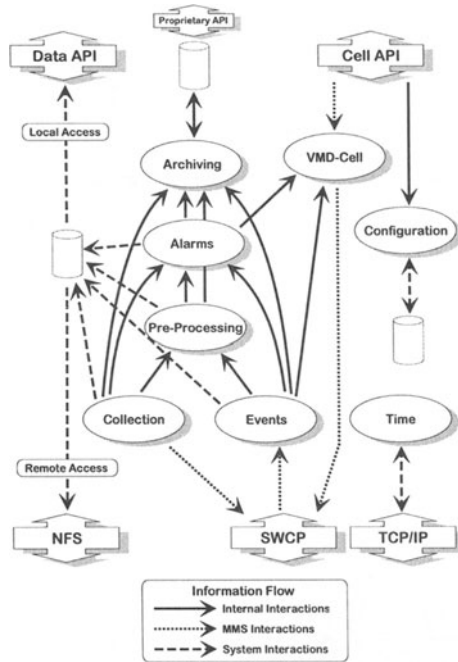 Proprietary API
Data API
Cell API
Local Access
Archiving
VMD-Cell
Alarms
Configuration
Pre-Processing
Collection
Events
Time
Remote Access
NFS
SWCP
TCP/IP
Information Flow
Internal Interactions
MMS Interactions
System Interactions